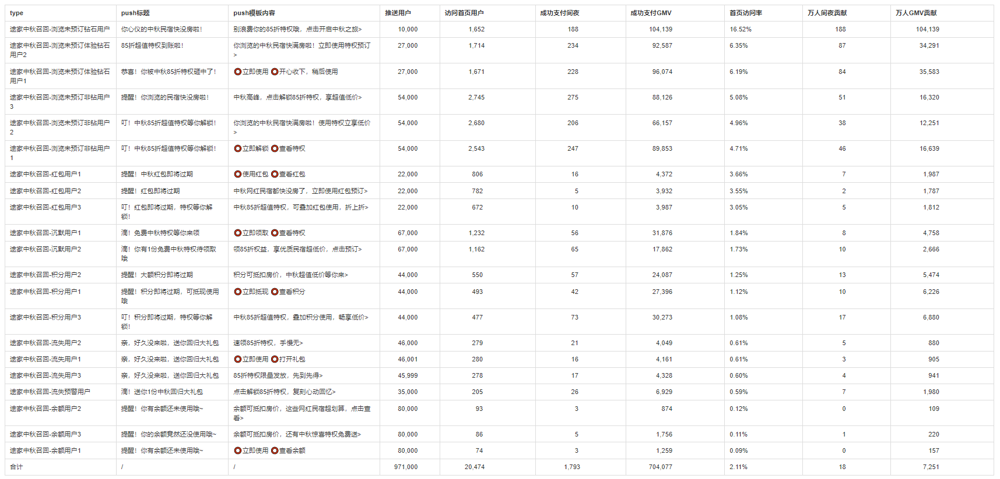 type push标题 push模板内容 推送用户 访问首页用户 成功支付间夜 成功支付GMV 首页访问率 万人间夜贡献 万人GMV贡献
途家中秋召回-浏览未预订钻石用户 你心仪的中秋民宿快没房啦！ 别浪费你的85折特权哦，点击开启中秋之旅> 10,000 1,652 188 104,139 16.52% 188 104,139
途家中秋召回-浏览未预订体验钻石 85折超值特权到账啦！ 你浏览的中秋民宿快满房啦！立即使用特权预订 27,000 1,714 234 92,587 6.35% 87 34,291
用户2 >
途家中秋召回-浏览未预订体验钻石 恭喜！你被中秋85折特权砸中了！ ⭕立即使用 ⭕开心收下，稍后使用 27,000 1,671 228 96,074 6.19% 84 35,583
用户1
途家中秋召回-浏览未预订非钻用户 提醒！你浏览的民宿快没房啦！ 中秋高峰，点击解锁85折特权，享超值低价> 54,000 2,745 275 88,126 5.08% 51 16,320
3
途家中秋召回-浏览未预订非钻用户 叮！中秋85折超值特权等你解锁！ 你浏览的中秋民宿快满房啦！使用特权立享低价 54,000 2,680 206 66,157 4.96% 38 12,251
2 >
途家中秋召回-浏览未预订非钻用户 叮！中秋85折超值特权等你解锁！ ⭕立即解锁 ⭕查看特权 54,000 2,543 247 89,853 4.71% 46 16,639
1
途家中秋召回-红包用户1 提醒！中秋红包即将过期 ⭕使用红包 ⭕查看红包 22,000 806 16 4,372 3.66% 7 1,987
途家中秋召回-红包用户2 提醒！红包即将过期 中秋网红民宿都快没房了，立即使用红包预订> 22,000 782 5 3,932 3.55% 2 1,787
途家中秋召回-红包用户3 叮！红包即将过期，特权等你解 中秋85折超值特权，可叠加红包使用，折上折> 22,000 672 10 3,987 3.05% 5 1,812
锁！
途家中秋召回-沉默用户1 滴！免费中秋特权等你来领 ⭕立即领取 ⭕查看特权 67,000 1,232 56 31,876 1.84% 8 4,758
途家中秋召回-沉默用户2 滴！你有1份免费中秋特权待领取 领85折权益，享优质民宿超低价，点击预订> 67,000 1,162 65 17,862 1.73% 10 2,666
哦
途家中秋召回-积分用户2 提醒！大额积分即将过期 积分可抵扣房价，中秋超值低价等你来> 44,000 550 57 24,087 1.25% 13 5,474
途家中秋召回-积分用户1 提醒！积分即将过期，可抵现使用 ⭕立即抵现 ⭕查看积分 44,000 493 42 27,396 1.12% 10 6,226
哦
途家中秋召回-积分用户3 叮！积分即将过期，特权等你解 中秋85折超值特权，叠加积分使用，畅享低价> 44,000 477 73 30,273 1.08% 17 6,880
锁！
途家中秋召回-流失用户2 亲，好久没来啦，送你回归大礼包 速领85折特权，手慢无> 46,000 279 21 4,049 0.61% 5 880
途家中秋召回-流失用户1 亲，好久没来啦，送你回归大礼包 ⭕立即使用 ⭕打开礼包 46,001 280 16 4,161 0.61% 3 905
途家中秋召回-流失用户3 亲，好久没来啦，送你回归大礼包 85折特权限量发放，先到先得> 45,999 278 17 4,328 0.60% 4 941
途家中秋召回-流失预警用户 滴！送你1份中秋回归大礼包 点击解锁85折特权，复刻心动回忆> 35,000 205 26 6,929 0.59% 7 1,980
途家中秋召回-余额用户2 提醒！你有余额还未使用哦~ 余额可抵扣房价，这些网红民宿超划算，点击查 80,000 93 3 874 0.12% 0 109
看>
途家中秋召回-余额用户3 提醒！你的余额竟然还没使用哦~ 余额可抵扣房价，还有中秋惊喜特权免费送> 80,000 86 5 1,756 0.11% 1 220
途家中秋召回-余额用户1 提醒！你有余额还未使用哦~ ⭕立即使用 ⭕查看余额 80,000 74 3 1,259 0.09% 0 157
合计 / / 971,000 20,474 1,793 704,077 2.11% 18 7,251